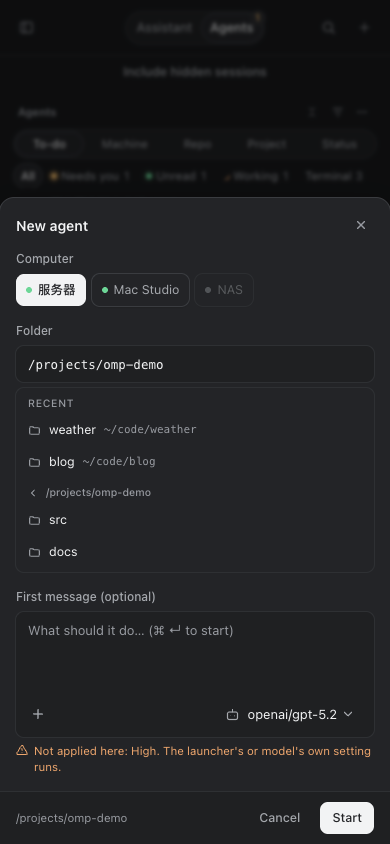 Assistant
Agents
Include hidden sessions
Agents
To-do
Machine
Repo
Project
Status
All
Needs you 1
Unread 1
Working 1
Terminal 3
New agent
Computer
服务器
Mac Studio
NAS
Folder
/projects/omp-demo
RECENT
weather ~/code/weather
blog ~/code/blog
/projects/omp-demo
src
docs
First message (optional)
What should it do… (⌘ ↵ to start)
openai/gpt-5.2
Not applied here: High. The launcher's or model's own setting
runs.
/projects/omp-demo
Cancel
Start